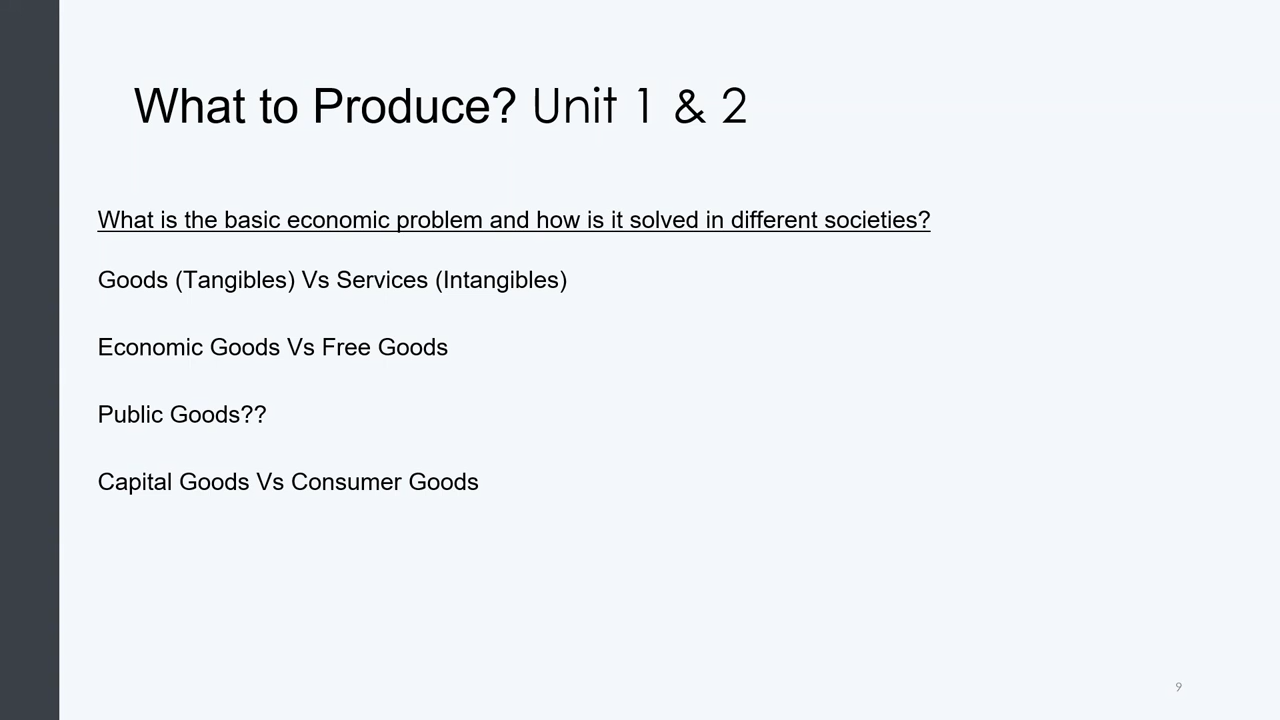 What to Produce? Unit 1 & 2
What is the basic economic problem and how is it solved in different societies?
Goods (Tangibles) Vs Services (Intangibles)
Economic Goods Vs Free Goods
Public Goods??
Capital Goods Vs Consumer Goods
9